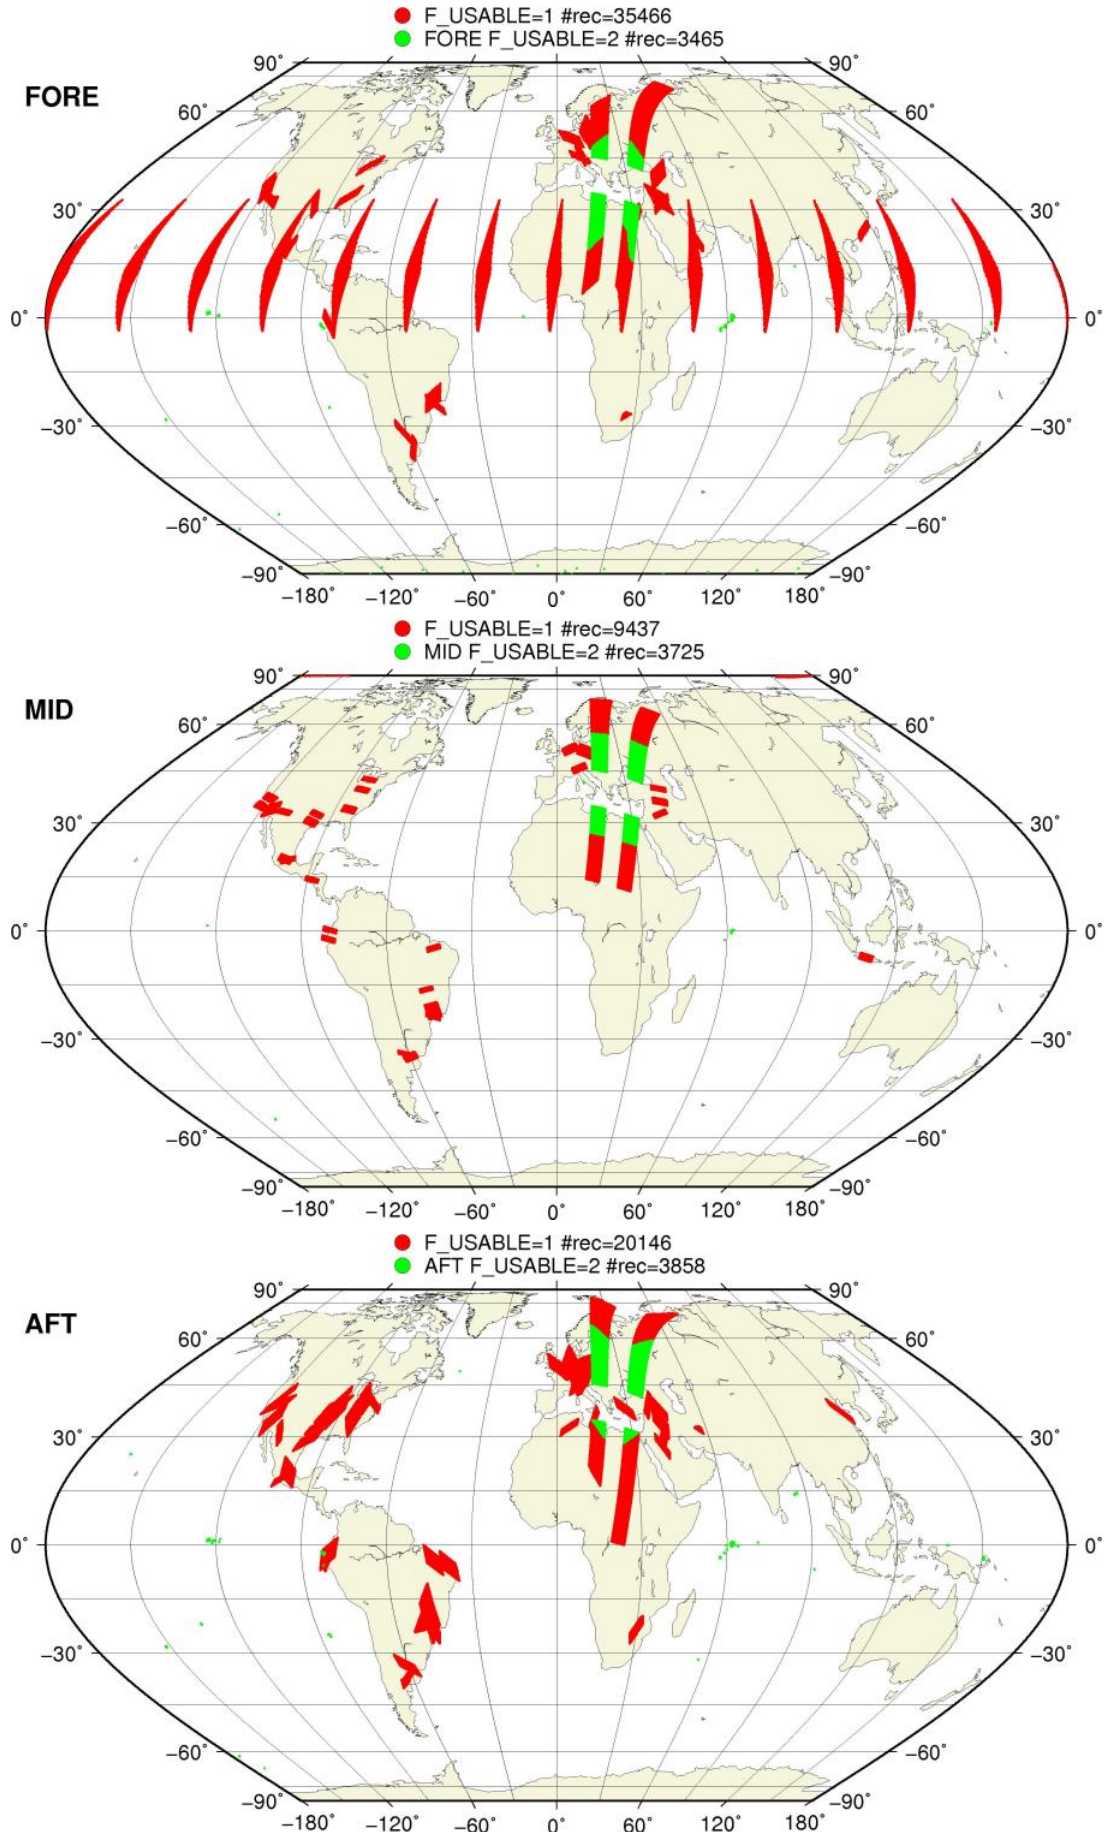 F_USABLE=1 #rec=35466
FORE F_USABLE=2 #rec=3465
FORE
90° 90°
60° 60°
30° 30°
0° 0°
−30° −30°
−60° −60°
−90° −90°
−180° −120° −60° 0° 60° 120° 180°
F_USABLE=1 #rec=9437
MID F_USABLE=2 #rec=3725
MID
90° 90°
60° 60°
30° 30°
0° 0°
−30° −30°
−60° −60°
−90° −90°
−180° −120° −60° 0° 60° 120° 180°
F_USABLE=1 #rec=20146
AFT F_USABLE=2 #rec=3858
AFT
90° 90°
60° 60°
30° 30°
0° 0°
−30° −30°
−60° −60°
−90° −90°
−180° −120° −60° 0° 60° 120° 180°